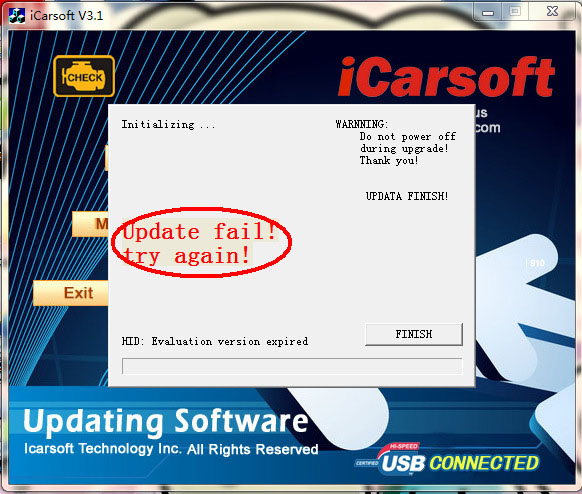 iCarsoft V3.1
CHECK
iCarsoft
us
com
Initializing ...
WARNNING:
Do not power off
during upgrade!
Thank you!
UPDATA FINISH!
Update fail!
try again!
M
i 910
Exit
FINISH
HID: Evaluation version expired
Updating Software
Icarsoft Technology Inc. All Rights Reserved
HI-SPEED
CERTIFIED
USB CONNECTED